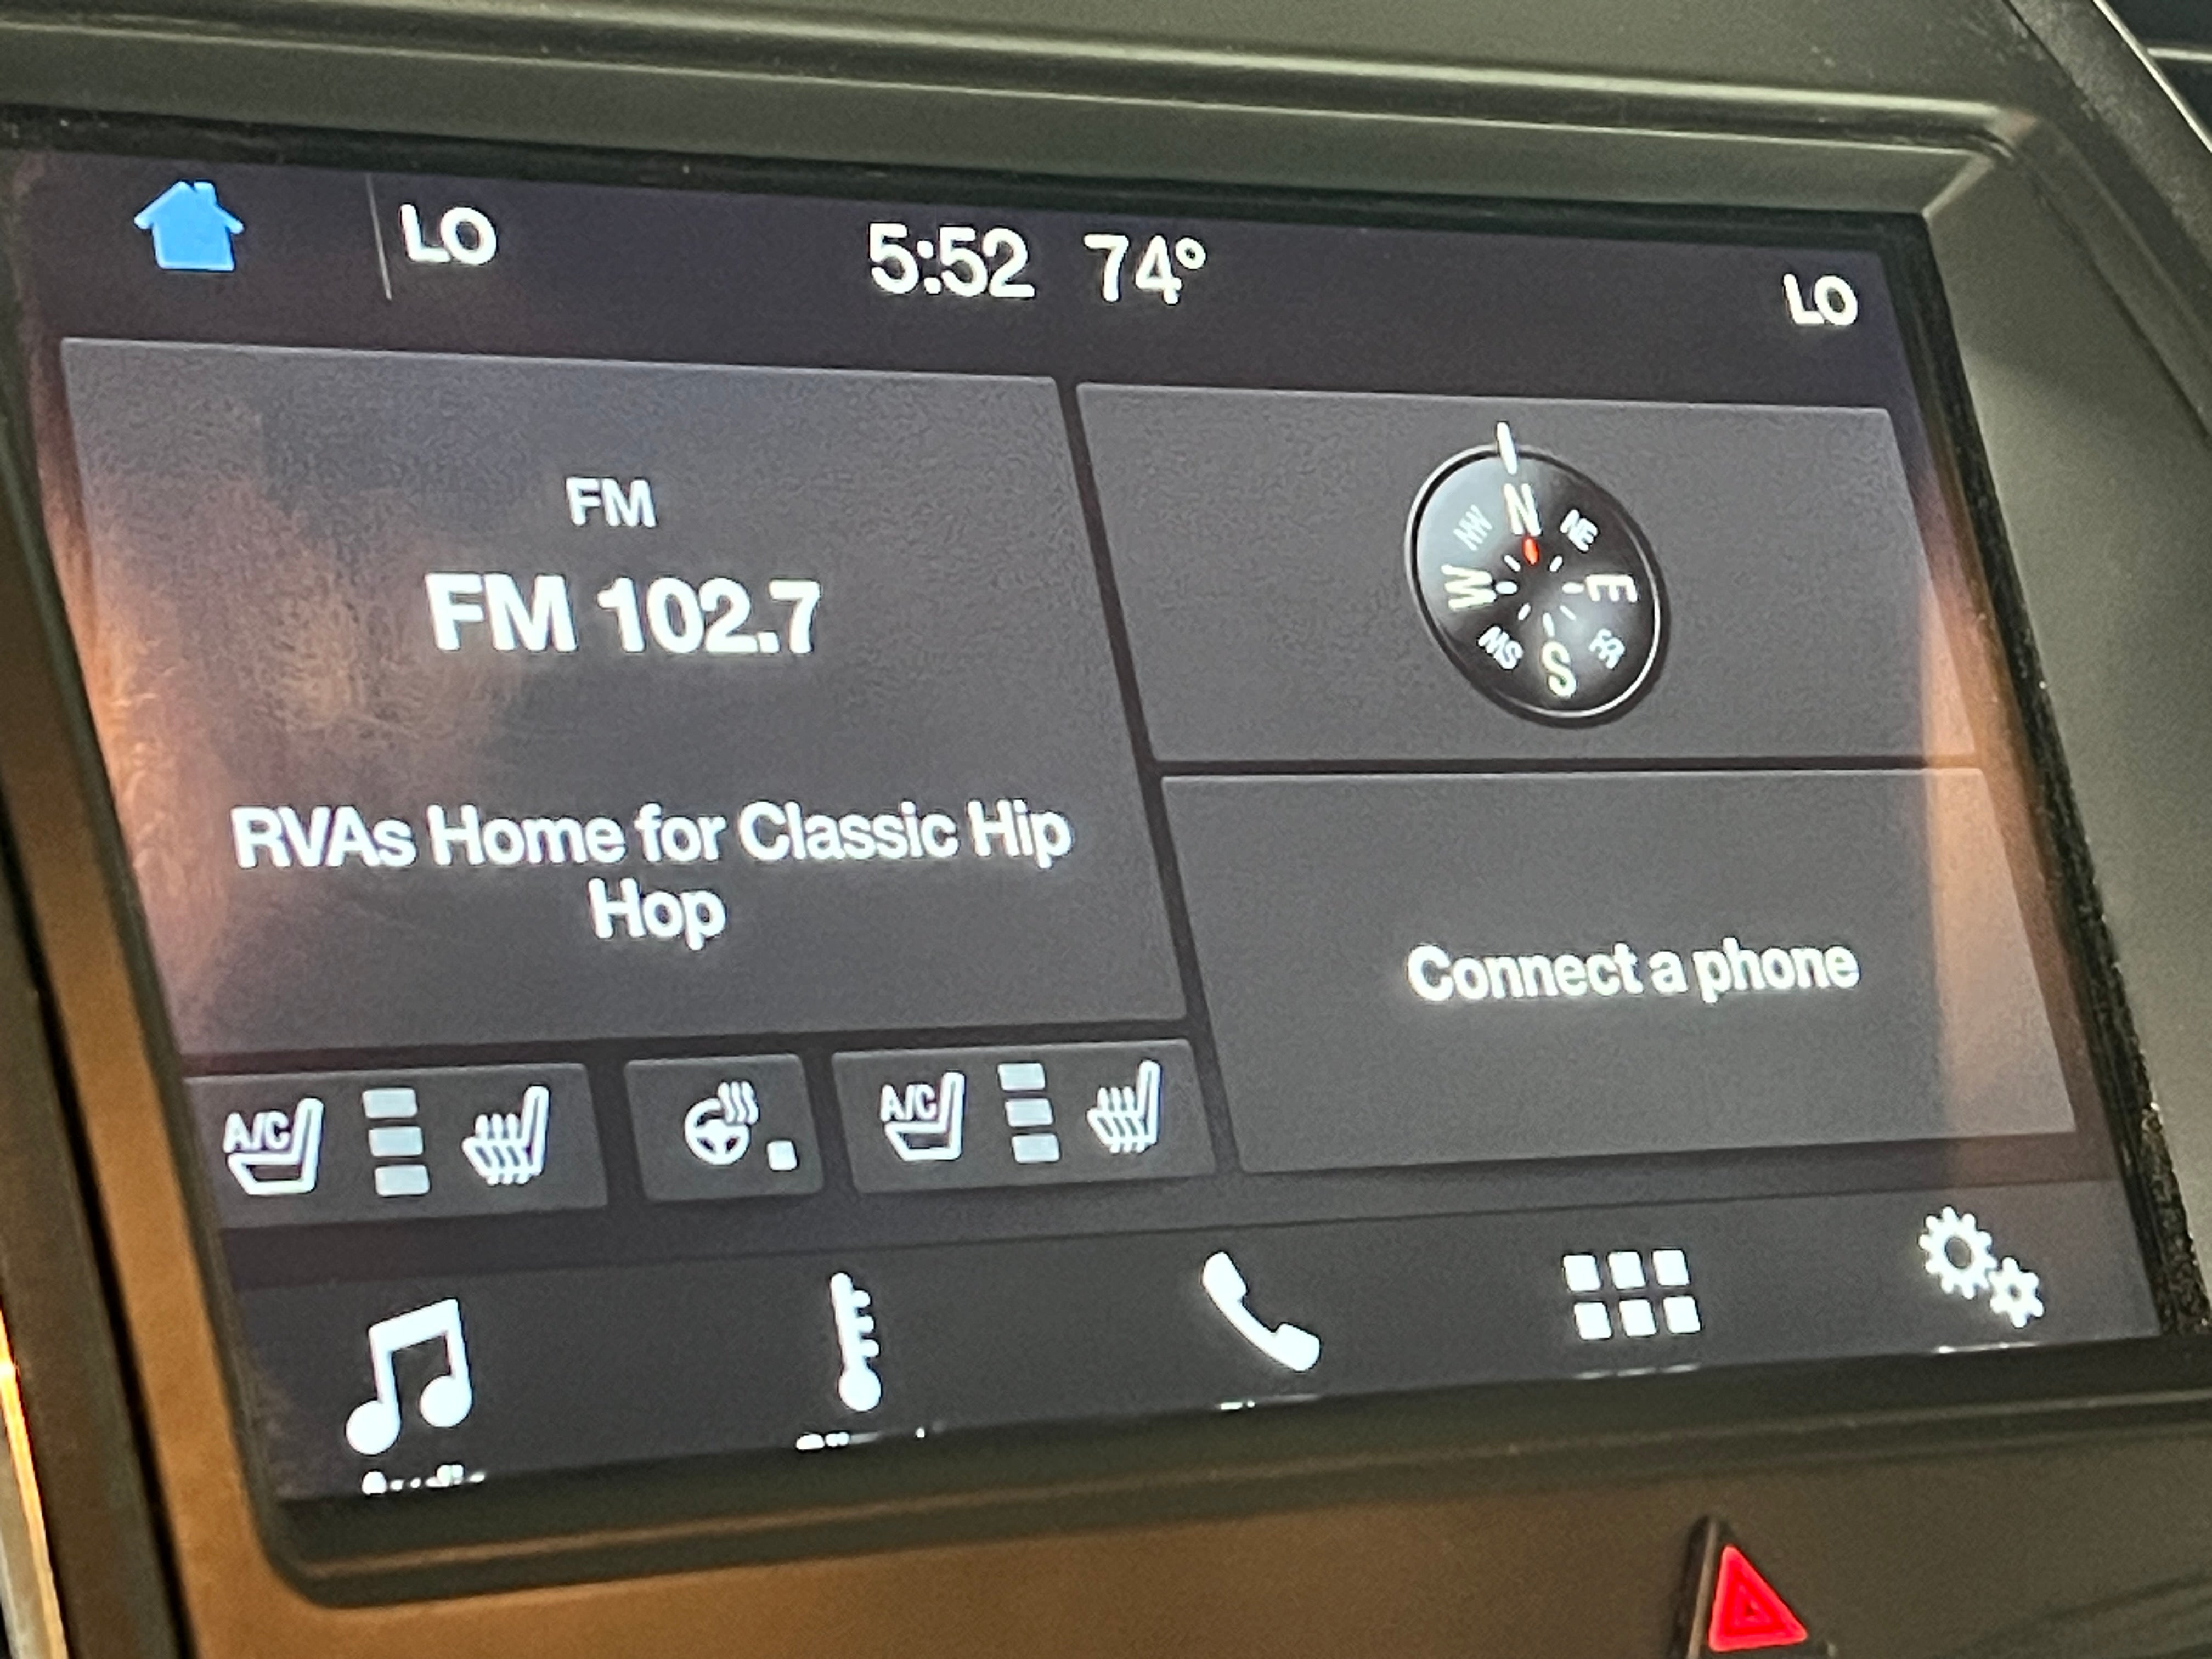 LO 5:52 74° LO
FM
FM 102.7
RVAs Home for Classic Hip
Hop
N
NE
E
SE
S
SW
W
NW
Connect a phone
A/C
A/C